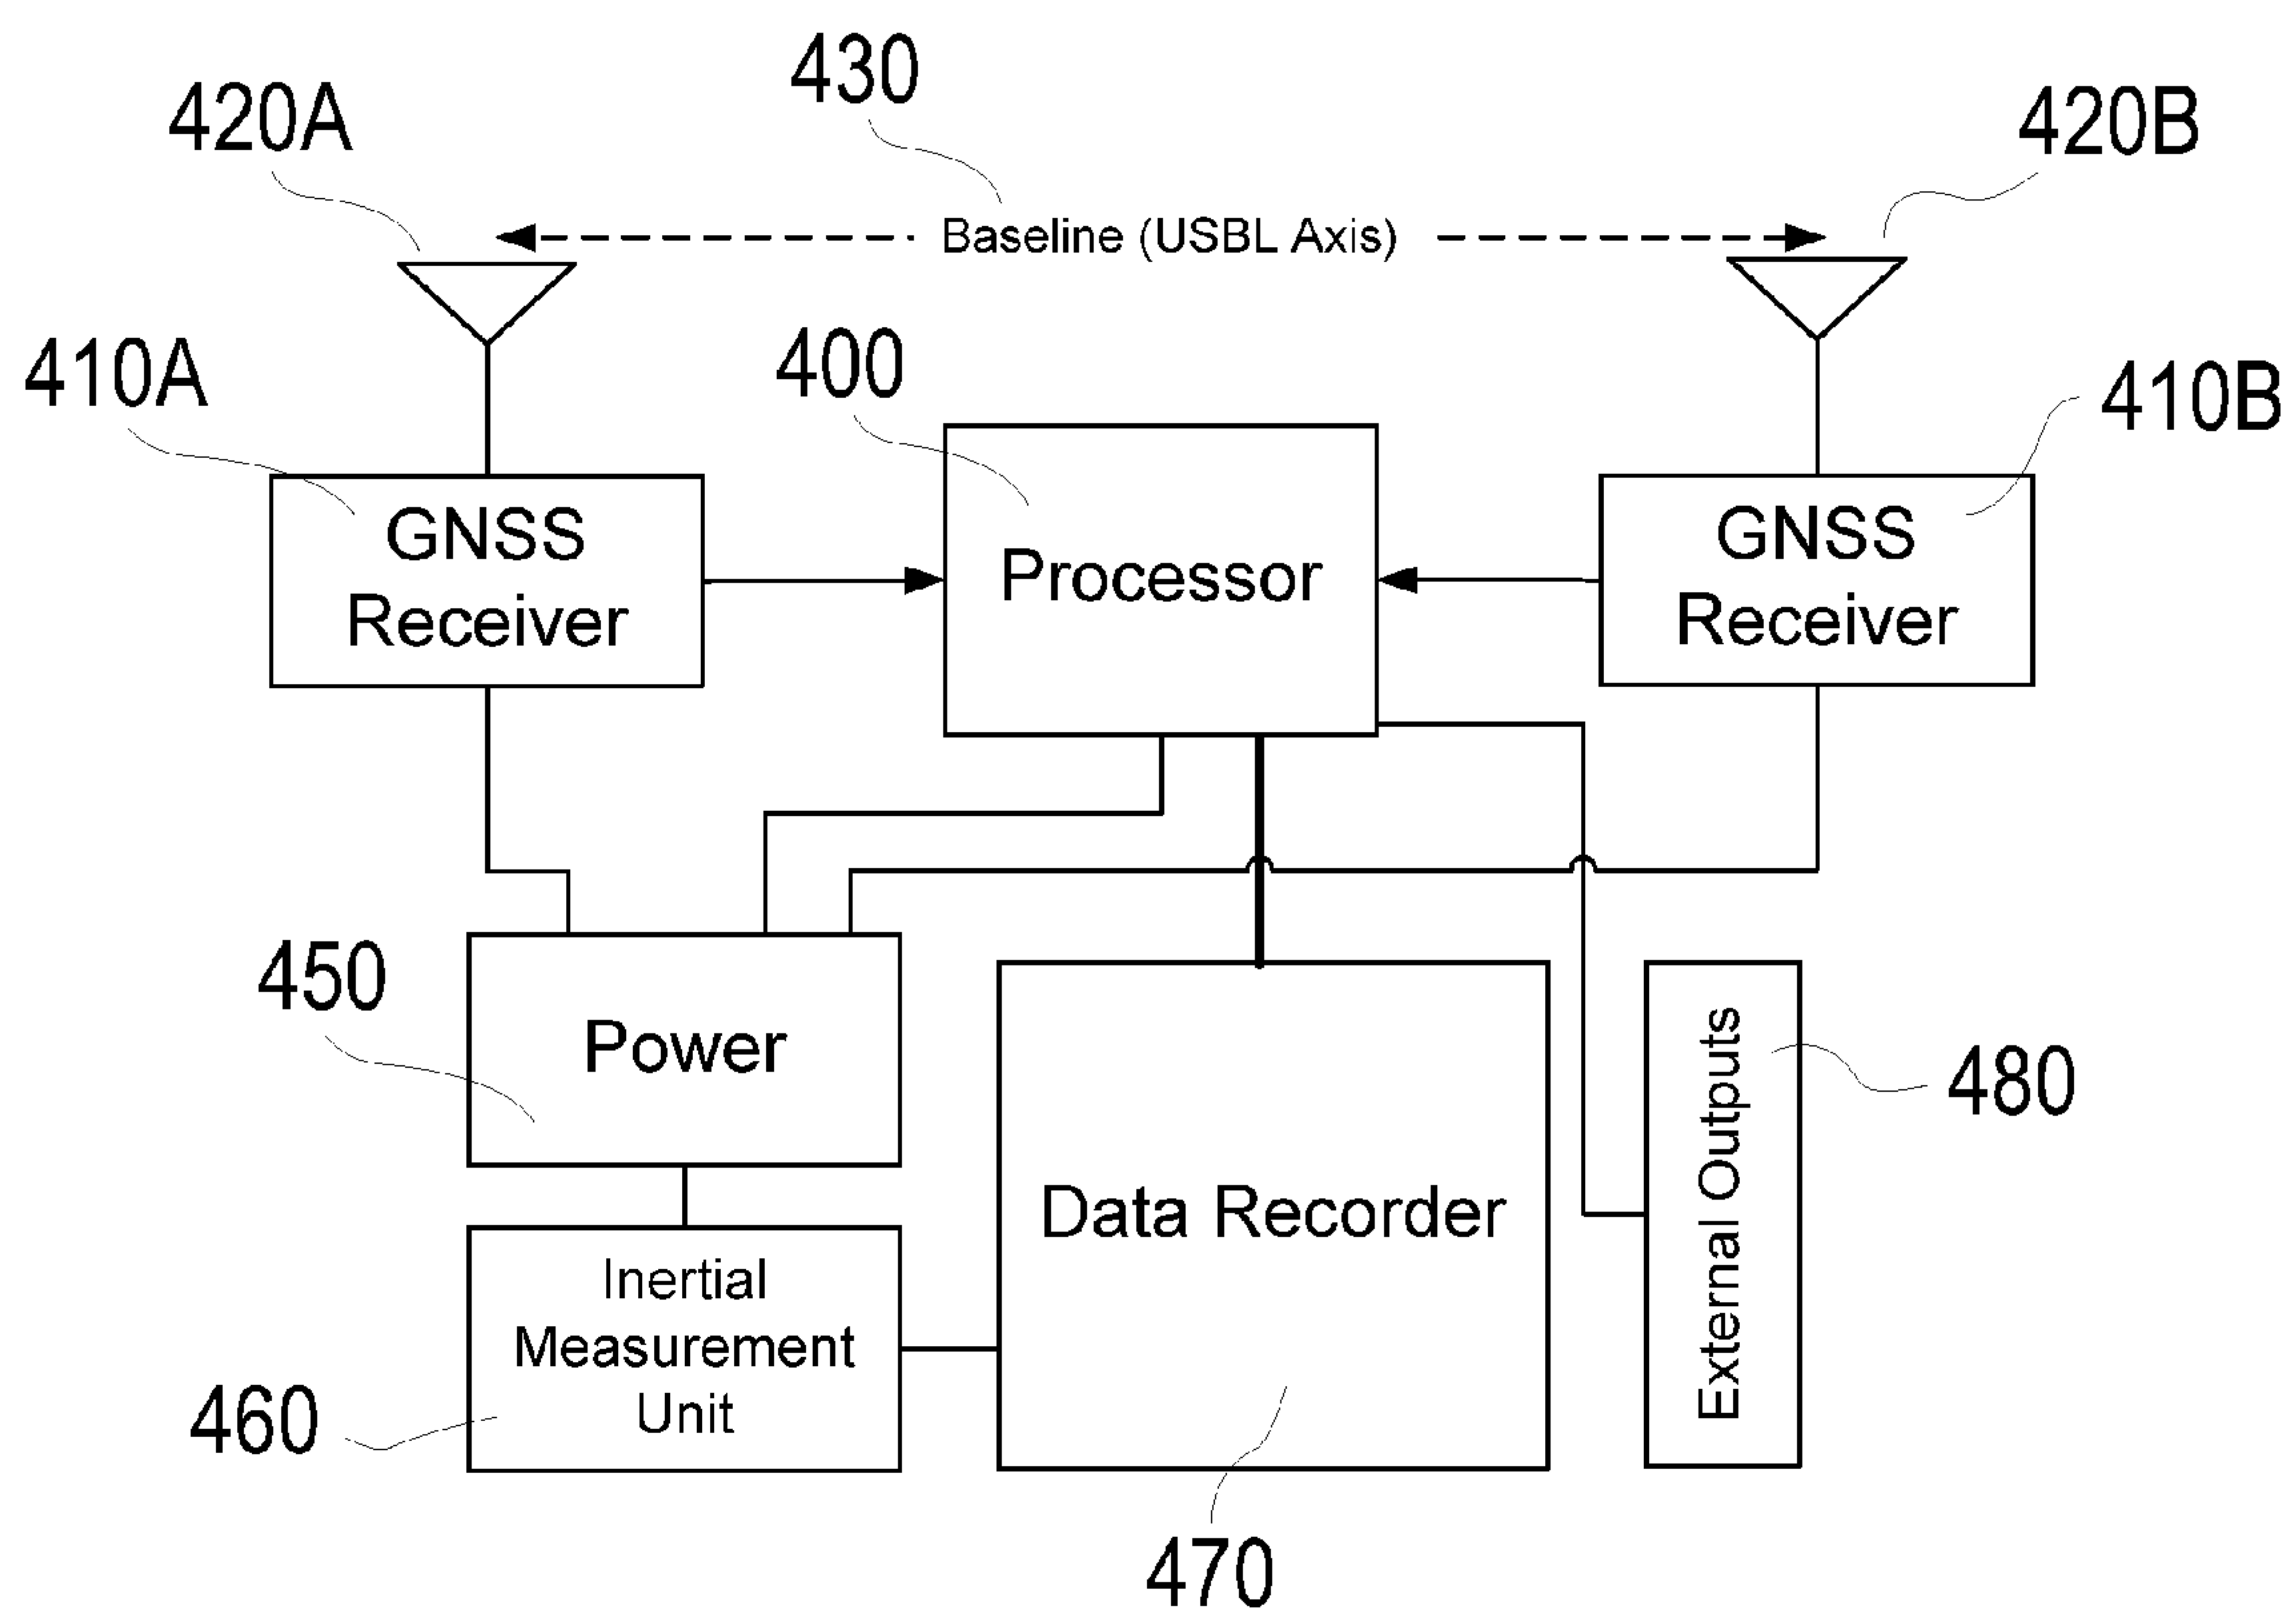 430
420A
420B
Baseline (USBL Axis)
400
410A
410B
GNSS
Receiver
Processor
GNSS
Receiver
450
Power
480
External Outputs
Data Recorder
Inertial
Measurement
Unit
460
470